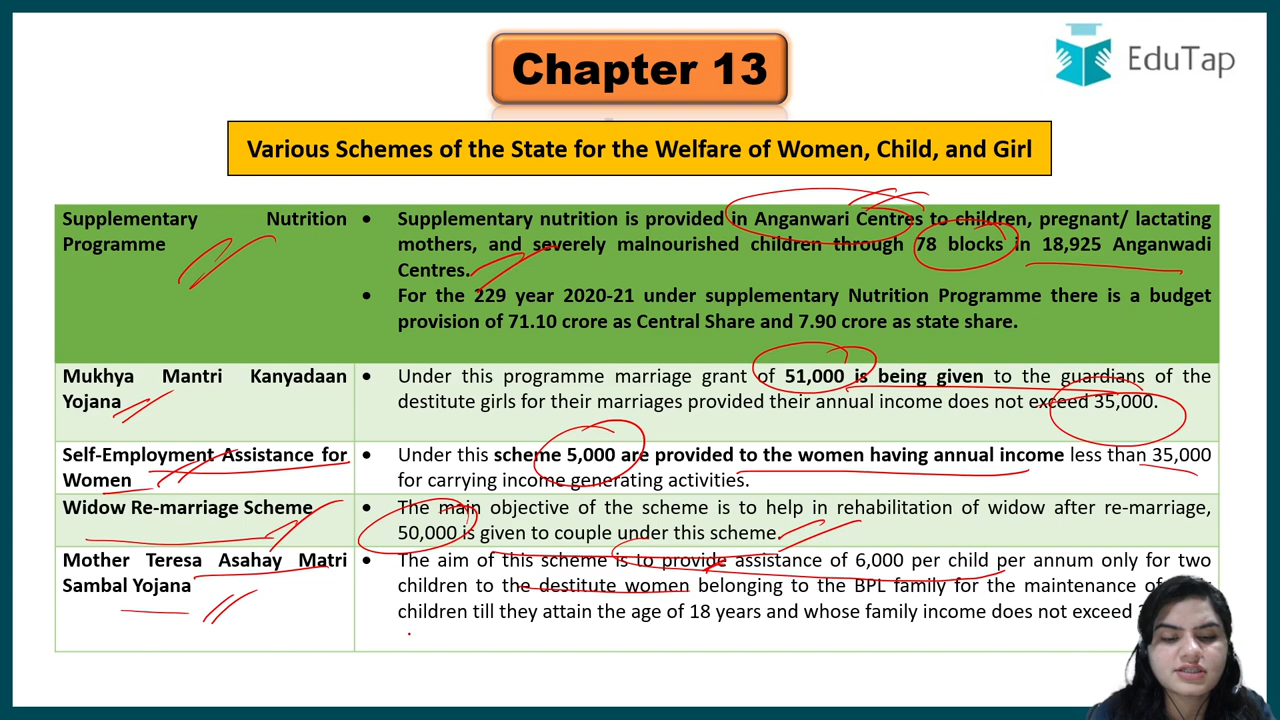 Chapter 13
EduTap
Various Schemes of the State for the Welfare of Women, Child, and Girl
Supplementary Nutrition
Programme
• Supplementary nutrition is provided in Anganwari Centres to children, pregnant/ lactating
mothers, and severely malnourished children through 78 blocks in 18,925 Anganwadi
Centres.
• For the 229 year 2020-21 under supplementary Nutrition Programme there is a budget
provision of 71.10 crore as Central Share and 7.90 crore as state share.
Mukhya Mantri Kanyadaan
Yojana
• Under this programme marriage grant of 51,000 is being given to the guardians of the
destitute girls for their marriages provided their annual income does not exceed 35,000.
Self-Employment Assistance for
Women
• Under this scheme 5,000 are provided to the women having annual income less than 35,000
for carrying income generating activities.
Widow Re-marriage Scheme
• The main objective of the scheme is to help in rehabilitation of widow after re-marriage,
50,000 is given to couple under this scheme.
Mother Teresa Asahay Matri
Sambal Yojana
• The aim of this scheme is to provide assistance of 6,000 per child per annum only for two
children to the destitute women belonging to the BPL family for the maintenance of
children till they attain the age of 18 years and whose family income does not exceed